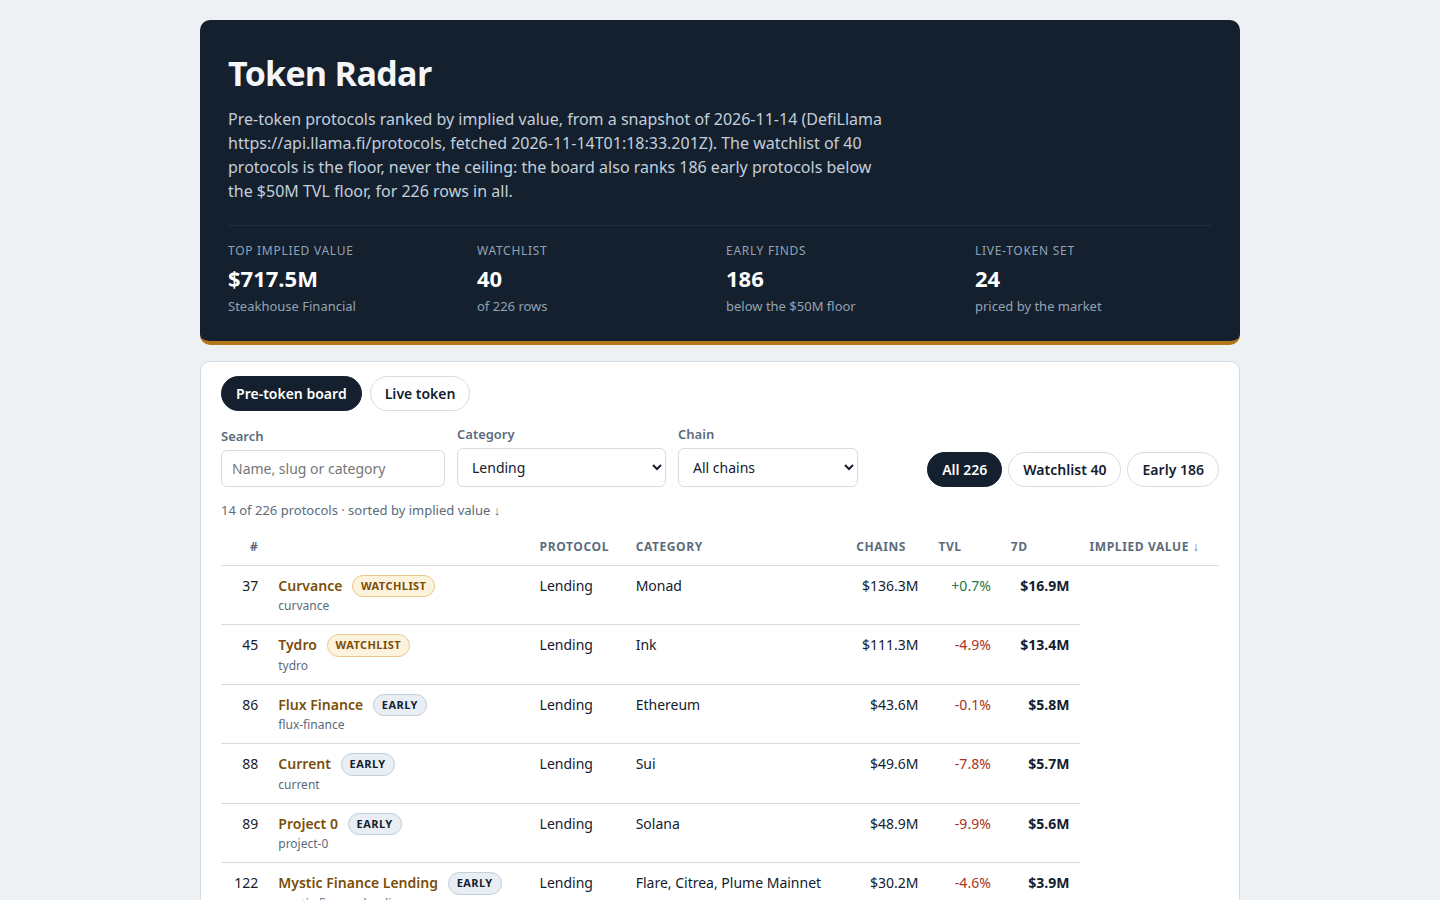 Token Radar
Pre-token protocols ranked by implied value, from a snapshot of 2026-11-14 (DefiLlama
https://api.llama.fi/protocols, fetched 2026-11-14T01:18:33.201Z). The watchlist of 40
protocols is the floor, never the ceiling: the board also ranks 186 early protocols below
the $50M TVL floor, for 226 rows in all.
TOP IMPLIED VALUE WATCHLIST EARLY FINDS LIVE-TOKEN SET
$717.5M 40 186 24
Steakhouse Financial of 226 rows below the $50M floor priced by the market
Pre-token board Live token
Search Category Chain
Name, slug or category Lending All chains All 226 Watchlist 40 Early 186
14 of 226 protocols · sorted by implied value ↓
# PROTOCOL CATEGORY CHAINS TVL 7D IMPLIED VALUE ↓
37 Curvance WATCHLIST Lending Monad $136.3M +0.7% $16.9M
curvance
45 Tydro WATCHLIST Lending Ink $111.3M -4.9% $13.4M
tydro
86 Flux Finance EARLY Lending Ethereum $43.6M -0.1% $5.8M
flux-finance
88 Current EARLY Lending Sui $49.6M -7.8% $5.7M
current
89 Project 0 EARLY Lending Solana $48.9M -9.9% $5.6M
project-0
122 Mystic Finance Lending EARLY Lending Flare, Citrea, Plume Mainnet $30.2M -4.6% $3.9M